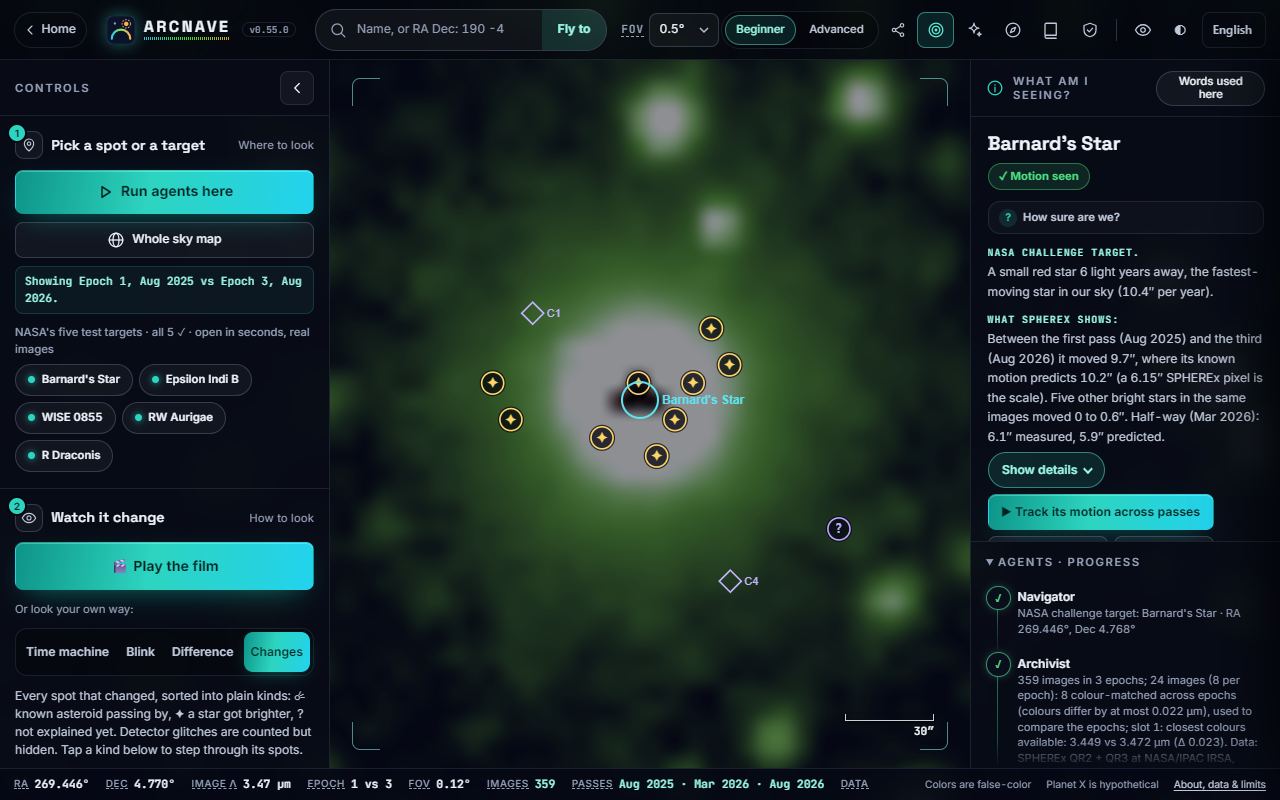 Home
ARCNAVE
v0.55.0
Name, or RA Dec: 190 -4
Fly to
FOV
0.5°
Beginner
Advanced
English
CONTROLS
1
Pick a spot or a target
Where to look
Run agents here
Whole sky map
Showing Epoch 1, Aug 2025 vs Epoch 3, Aug
2026.
NASA's five test targets · all 5 ✓ · open in seconds, real
images
Barnard's Star
Epsilon Indi B
WISE 0855
RW Aurigae
R Draconis
2
Watch it change
How to look
Play the film
Or look your own way:
Time machine
Blink
Difference
Changes
Every spot that changed, sorted into plain kinds: ☄
known asteroid passing by, ✦ a star got brighter, ?
not explained yet. Detector glitches are counted but
hidden. Tap a kind below to step through its spots.
C1
Barnard's Star
?
C4
30″
WHAT AM I
SEEING?
Words used
here
Barnard's Star
✓ Motion seen
? How sure are we?
NASA CHALLENGE TARGET.
A small red star 6 light years away, the fastest-
moving star in our sky (10.4″ per year).
WHAT SPHEREX SHOWS:
Between the first pass (Aug 2025) and the third
(Aug 2026) it moved 9.7″, where its known
motion predicts 10.2″ (a 6.15″ SPHEREx pixel is
the scale). Five other bright stars in the same
images moved 0 to 0.6″. Half-way (Mar 2026):
6.1″ measured, 5.9″ predicted.
Show details
▶ Track its motion across passes
▼ AGENTS · PROGRESS
✓
Navigator
NASA challenge target: Barnard's Star · RA
269.446°, Dec 4.768°
✓
Archivist
359 images in 3 epochs; 24 images (8 per
epoch): 8 colour-matched across epochs
(colours differ by at most 0.022 µm), used to
compare the epochs; slot 1: closest colours
available: 3.449 vs 3.472 µm (Δ 0.023). Data:
SPHEREx QR2 + QR3 at NASA/IPAC IRSA,
RA 269.446°
DEC 4.770°
IMAGE Λ 3.47 µm
EPOCH 1 vs 3
FOV 0.12°
IMAGES 359
PASSES Aug 2025 · Mar 2026 · Aug 2026
DATA
Colors are false-color
Planet X is hypothetical
About, data & limits